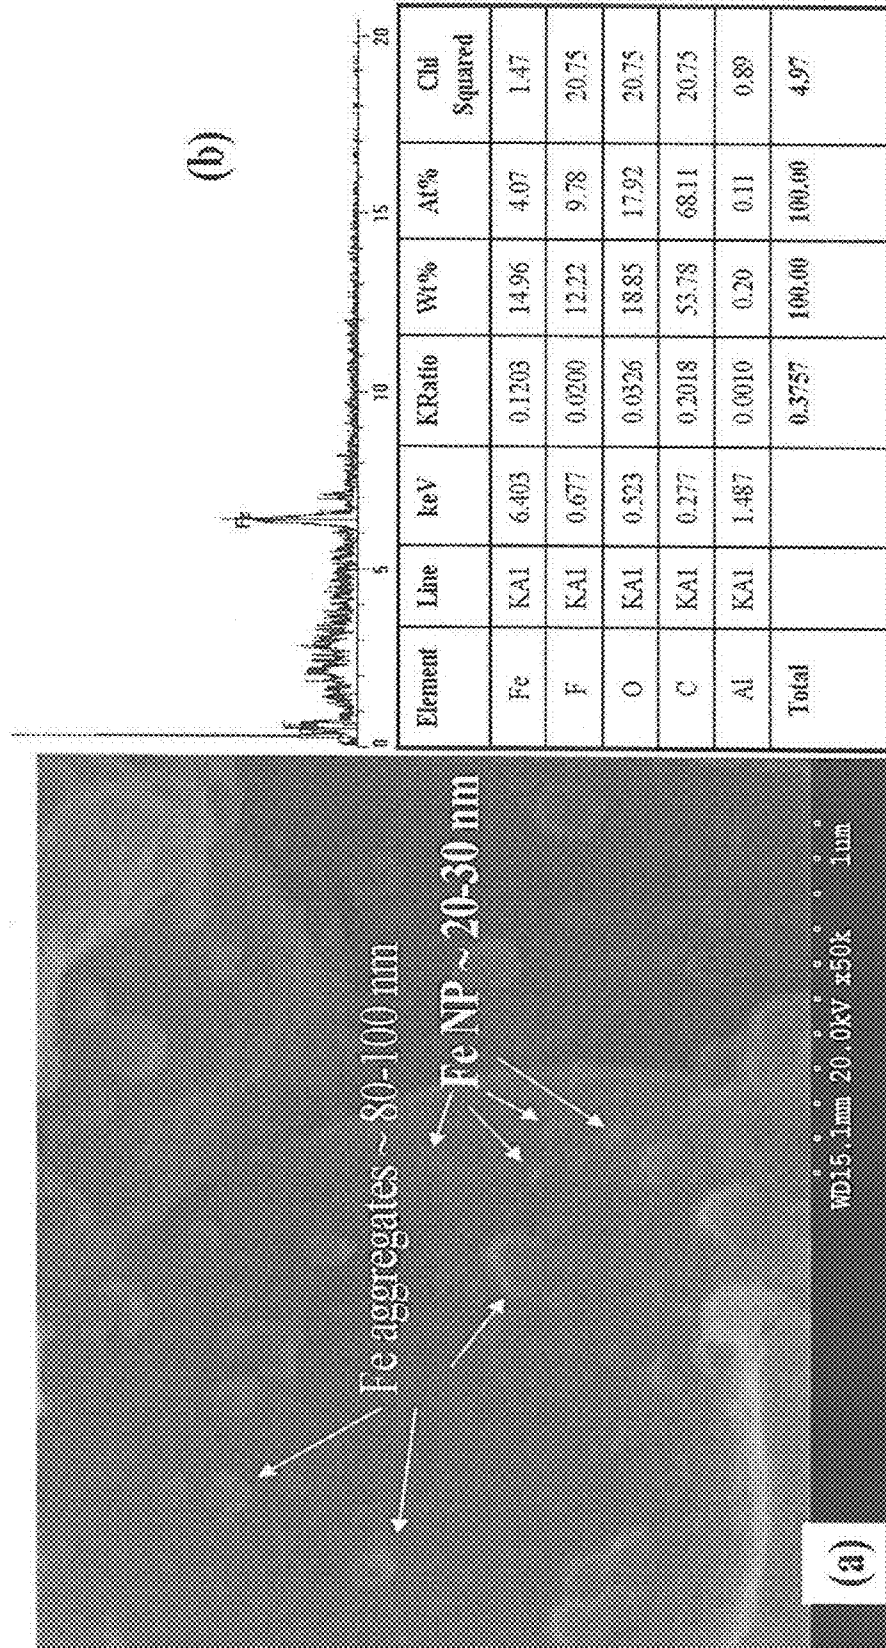 Fe aggregates ~ 80-100 nm
Fe NP ~ 20-30 nm
WD15.1mm 20.0kV x50k 1um
(a)
Fe
0 5 10 15 20
(b)
Element Line keV KRatio Wt% At% Chi Squared
Fe KA1 6.403 0.1203 14.96 4.07 1.47
F KA1 0.677 0.0200 12.22 9.78 20.75
O KA1 0.523 0.0326 18.85 17.92 20.75
C KA1 0.277 0.2018 53.78 68.11 20.75
Al KA1 1.487 0.0010 0.20 0.11 0.89
Total 0.3757 100.00 100.00 4.97